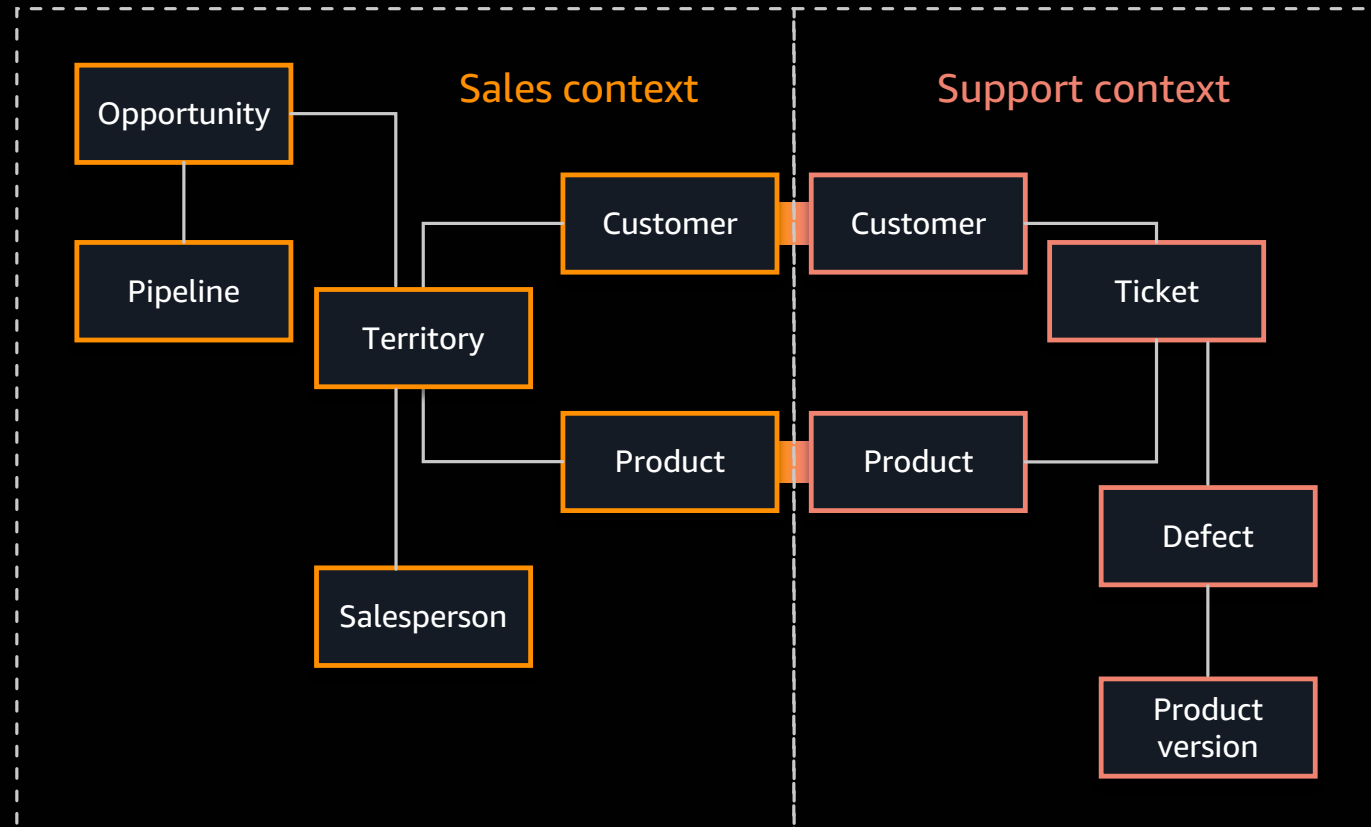 Sales context
Opportunity
Pipeline
Territory
Customer
Product
Salesperson
Support context
Customer
Ticket
Product
Defect
Product
version